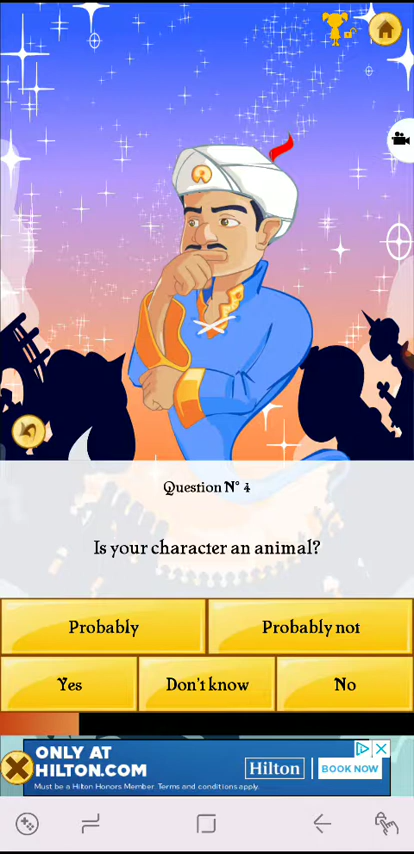 Question N° 4
Is your character an animal?
Probably
Probably not
Yes
Don't know
No
ONLY AT
HILTON.COM
Must be a Hilton Honors Member. Terms and conditions apply.
Hilton
BOOK NOW